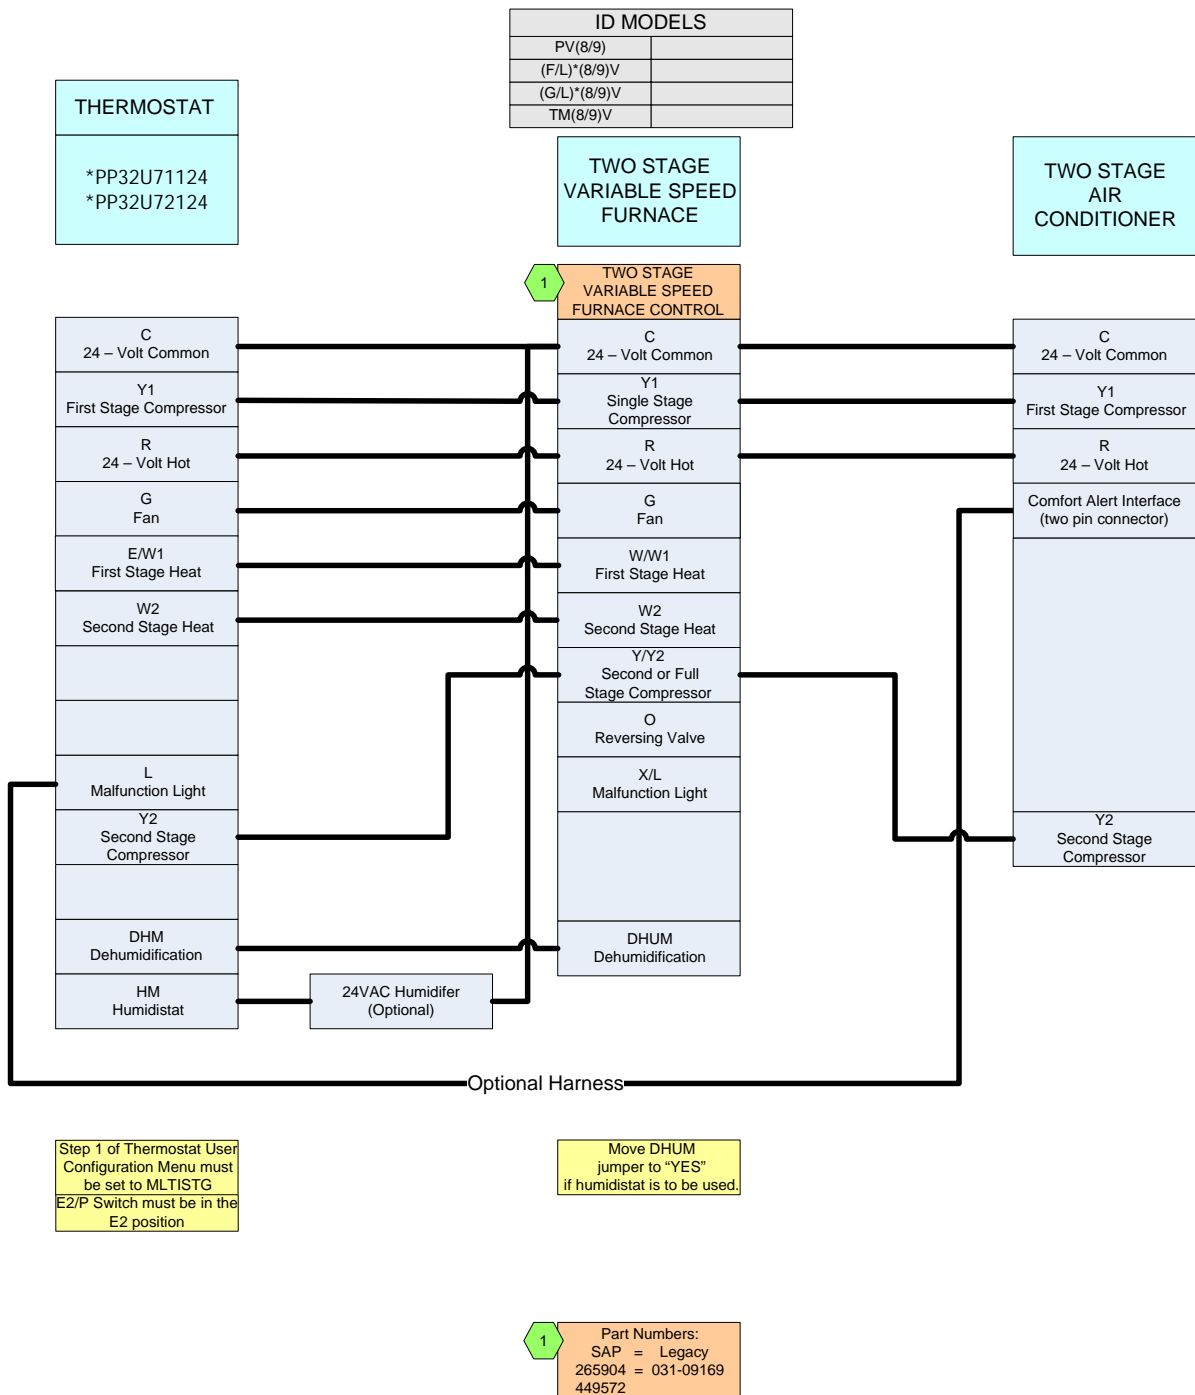 ID MODELS
PV(8/9)
(F/L)*(8/9)V
(G/L)*(8/9)V
TM(8/9)V
THERMOSTAT
*PP32U71124
*PP32U72124
TWO STAGE
VARIABLE SPEED
FURNACE
TWO STAGE
AIR
CONDITIONER
1
TWO STAGE
VARIABLE SPEED
FURNACE CONTROL
C
24 – Volt Common
Y1
First Stage Compressor
R
24 – Volt Hot
G
Fan
E/W1
First Stage Heat
W2
Second Stage Heat
L
Malfunction Light
Y2
Second Stage
Compressor
DHM
Dehumidification
HM
Humidistat
24VAC Humidifer
(Optional)
C
24 – Volt Common
Y1
Single Stage
Compressor
R
24 – Volt Hot
G
Fan
W/W1
First Stage Heat
W2
Second Stage Heat
Y/Y2
Second or Full
Stage Compressor
O
Reversing Valve
X/L
Malfunction Light
DHUM
Dehumidification
C
24 – Volt Common
Y1
First Stage Compressor
R
24 – Volt Hot
Comfort Alert Interface
(two pin connector)
Y2
Second Stage
Compressor
Optional Harness
Step 1 of Thermostat User
Configuration Menu must
be set to MLTISTG
E2/P Switch must be in the
E2 position
Move DHUM
jumper to “YES”
if humidistat is to be used.
1
Part Numbers:
SAP = Legacy
265904 = 031-09169
449572